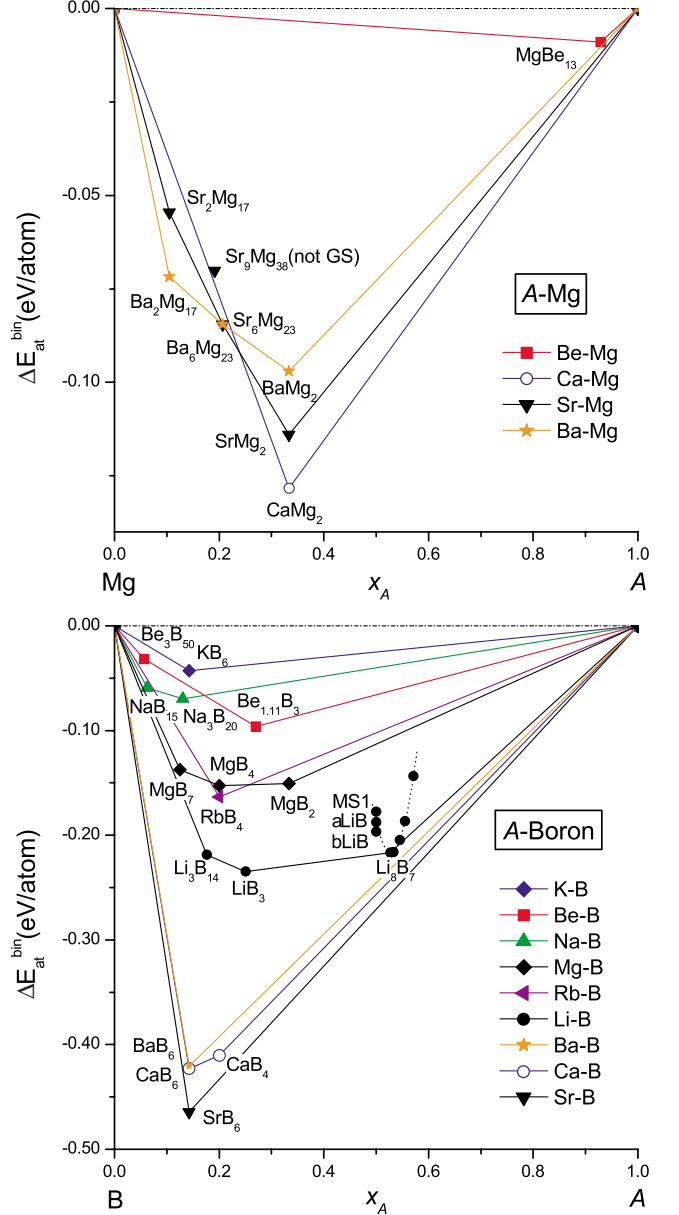 0.00
-0.05
-0.10
ΔE_at^bin(eV/atom)
MgBe₁₃
Sr₂Mg₁₇
Sr₉Mg₃₈(not GS)
Ba₂Mg₁₇
Sr₆Mg₂₃
Ba₆Mg₂₃
BaMg₂
SrMg₂
CaMg₂
A-Mg
Be-Mg
Ca-Mg
Sr-Mg
Ba-Mg
0.0 0.2 0.4 0.6 0.8 1.0
Mg x_A A
0.00
-0.10
-0.20
-0.30
-0.40
-0.50
ΔE_at^bin(eV/atom)
Be₃B₅₀
KB₆
NaB₁₅
Na₃B₂₀
Be₁.₁₁B₃
MgB₇
MgB₄
RbB₄
MgB₂
MS1
aLiB
bLiB
Li₃B₁₄
LiB₃
Li₈B₇
BaB₆
CaB₆
CaB₄
SrB₆
A-Boron
K-B
Be-B
Na-B
Mg-B
Rb-B
Li-B
Ba-B
Ca-B
Sr-B
0.0 0.2 0.4 0.6 0.8 1.0
B x_A A